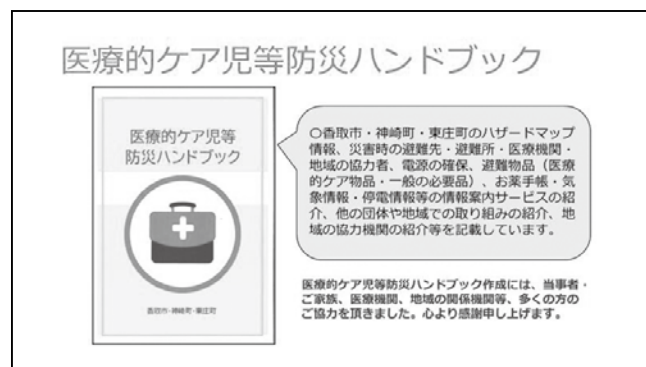 医療的ケア児等防災ハンドブック
医療的ケア児等
防災ハンドブック
香取市・神崎町・東庄町
〇香取市・神崎町・東庄町のハザードマップ
情報、災害時の避難先・避難所・医療機関・
地域の協力者、電源の確保、避難物品（医療
的ケア物品・一般の必要品）、お薬手帳・気
象情報・停電情報等の情報案内サービスの紹
介、他の団体や地域での取り組みの紹介、地
域の協力機関の紹介等を記載しています。
医療的ケア児等防災ハンドブック作成には、当事者・
ご家族、医療機関、地域の関係機関等、多くの方の
ご協力を頂きました。心より感謝申し上げます。